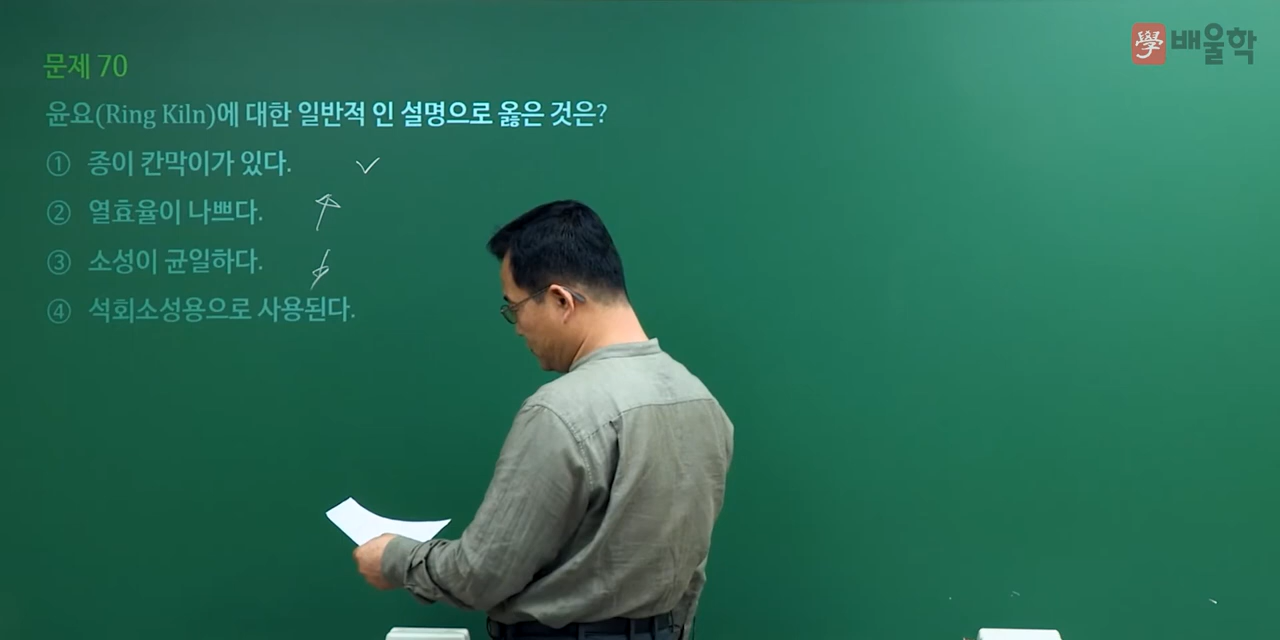 學 배울학
문제 70
윤요(Ring Kiln)에 대한 일반적 인 설명으로 옳은 것은?
① 종이 칸막이가 있다.
② 열효율이 나쁘다.
③ 소성이 균일하다.
④ 석회소성용으로 사용된다.